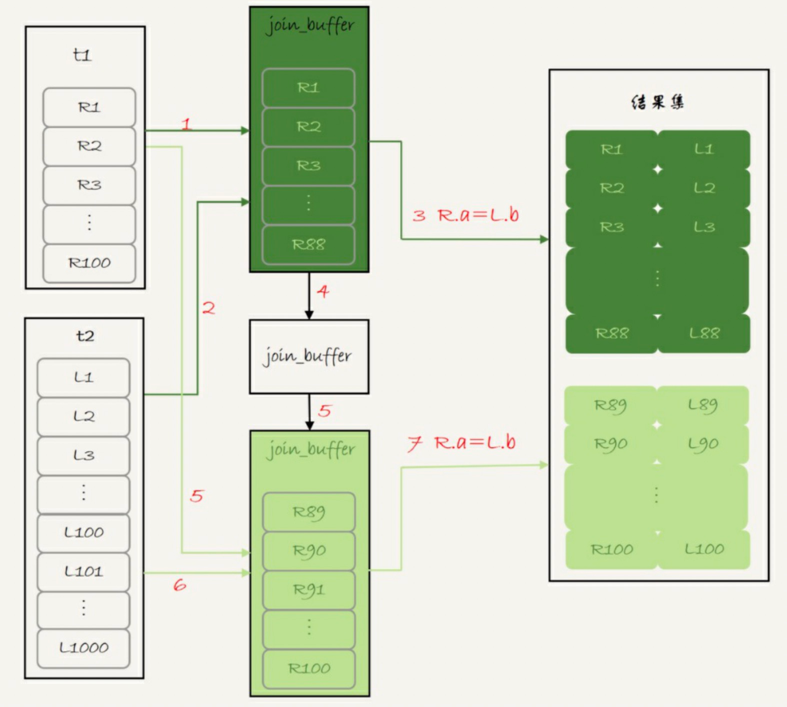 t1
R1
R2
R3
⋮
R100
t2
L1
L2
L3
⋮
L100
L101
⋮
L1000
1
2
5
6
join_buffer
R1
R2
R3
⋮
R88
4
join_buffer
5
join_buffer
R89
R90
R91
⋮
R100
3 R.a=L.b
7 R.a=L.b
结果集
R1 L1
R2 L2
R3 L3
⋮
R88 L88
R89 L89
R90 L90
⋮
R100 L100